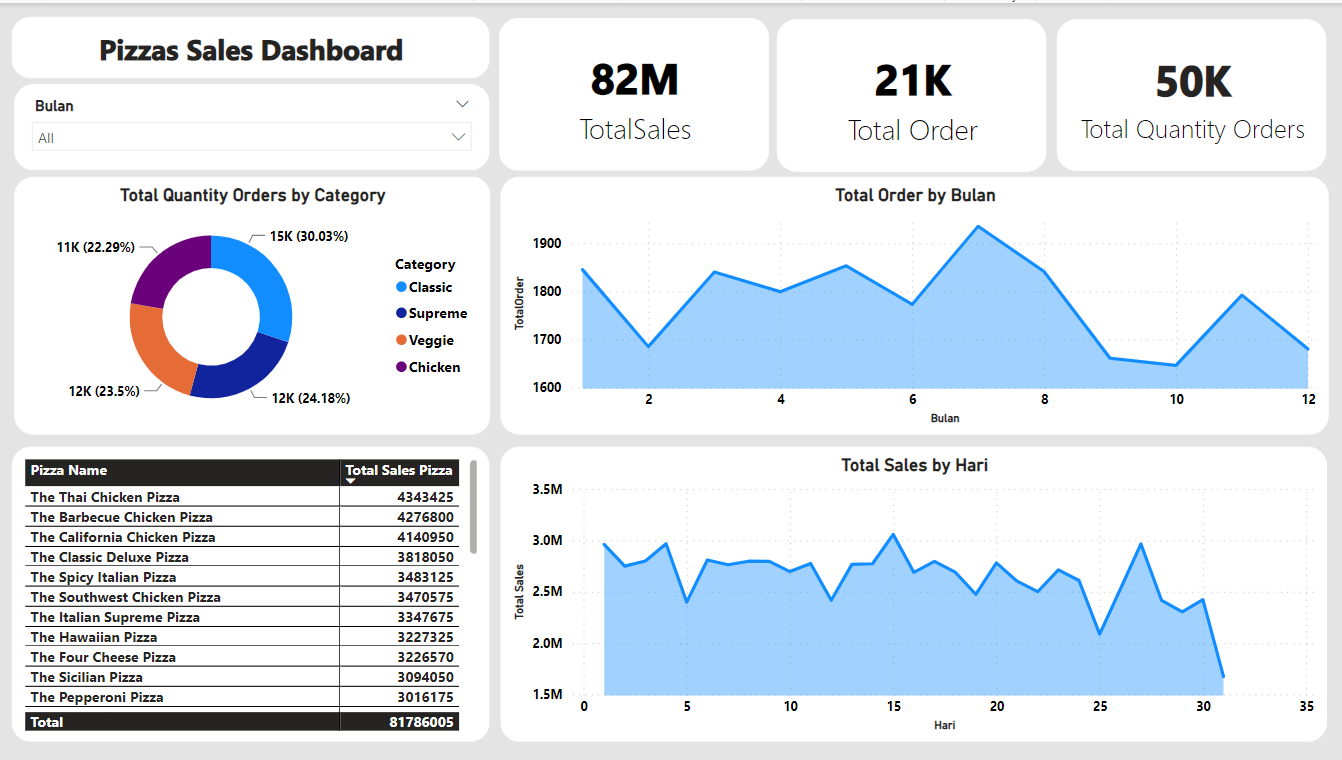 Pizzas Sales Dashboard
Bulan
All
82M
TotalSales
21K
Total Order
50K
Total Quantity Orders
Total Quantity Orders by Category
11K (22.29%)
15K (30.03%)
12K (23.5%)
12K (24.18%)
Category
Classic
Supreme
Veggie
Chicken
Total Order by Bulan
TotalOrder
1900
1800
1700
1600
2 4 6 8 10 12
Bulan
Pizza Name Total Sales Pizza
The Thai Chicken Pizza 4343425
The Barbecue Chicken Pizza 4276800
The California Chicken Pizza 4140950
The Classic Deluxe Pizza 3818050
The Spicy Italian Pizza 3483125
The Southwest Chicken Pizza 3470575
The Italian Supreme Pizza 3347675
The Hawaiian Pizza 3227325
The Four Cheese Pizza 3226570
The Sicilian Pizza 3094050
The Pepperoni Pizza 3016175
Total 81786005
Total Sales by Hari
Total Sales
3.5M
3.0M
2.5M
2.0M
1.5M
0 5 10 15 20 25 30 35
Hari